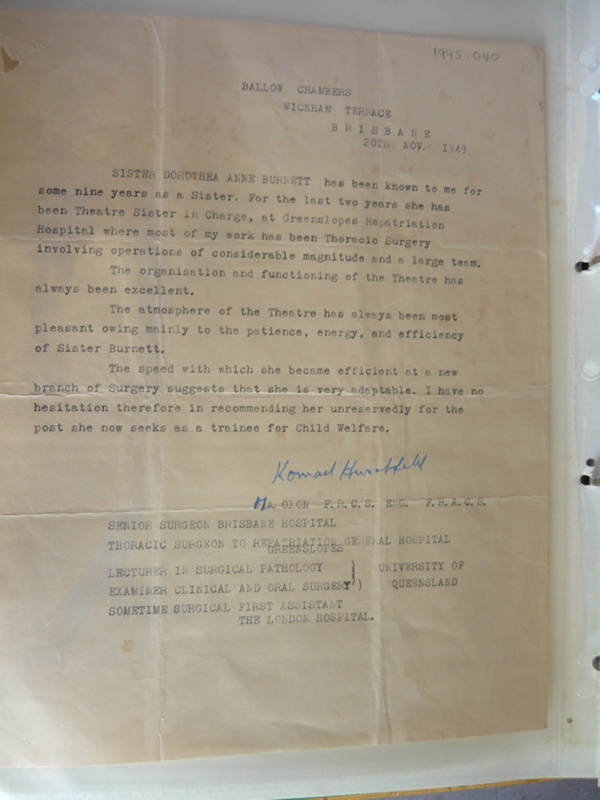 1995.040
BALLOW CHAMBERS
WICKHAM TERRACE
BRISBANE
20TH NOV. 1949
SISTER DOROTHEA ANNE BURNETT has been known to me for
some nine years as a Sister. For the last two years she has
been Theatre Sister in Charge, at Greenslopes Repatriation
Hospital where most of my work has been Thoracic Surgery
involving operations of considerable magnitude and a large team.
The organisation and functioning of the Theatre has
always been excellent.
The atmosphere of the Theatre has always been most
pleasant owing mainly to the patience, energy, and efficiency
of Sister Burnett.
The speed with which she became efficient at a new
branch of Surgery suggests that she is very adaptable. I have no
hesitation therefore in recommending her unreservedly for the
post she now seeks as a trainee for Child Welfare.
Konrad Hirschfeld
MA OXON F.R.C.S. ENG. F.R.A.C.S.
SENIOR SURGEON BRISBANE HOSPITAL
THORACIC SURGEON TO REPATRIATION GENERAL HOSPITAL
GREENSLOPES
LECTURER IN SURGICAL PATHOLOGY ) UNIVERSITY OF
EXAMINER CLINICAL AND ORAL SURGERY ) QUEENSLAND
SOMETIME SURGICAL FIRST ASSISTANT
THE LONDON HOSPITAL.